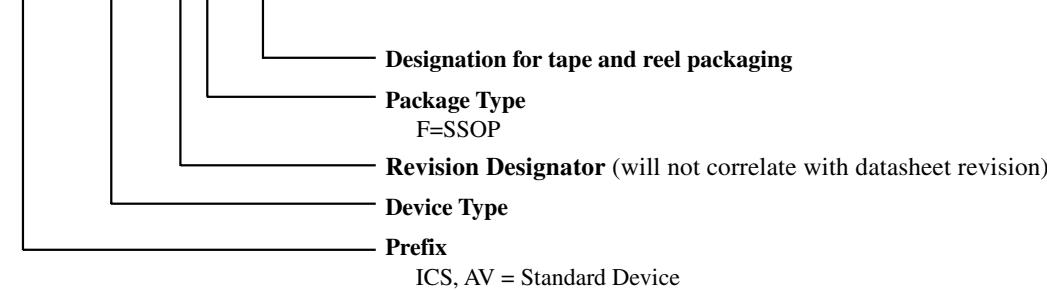 Designation for tape and reel packaging
Package Type
F=SSOP
Revision Designator (will not correlate with datasheet revision)
Device Type
Prefix
ICS, AV = Standard Device